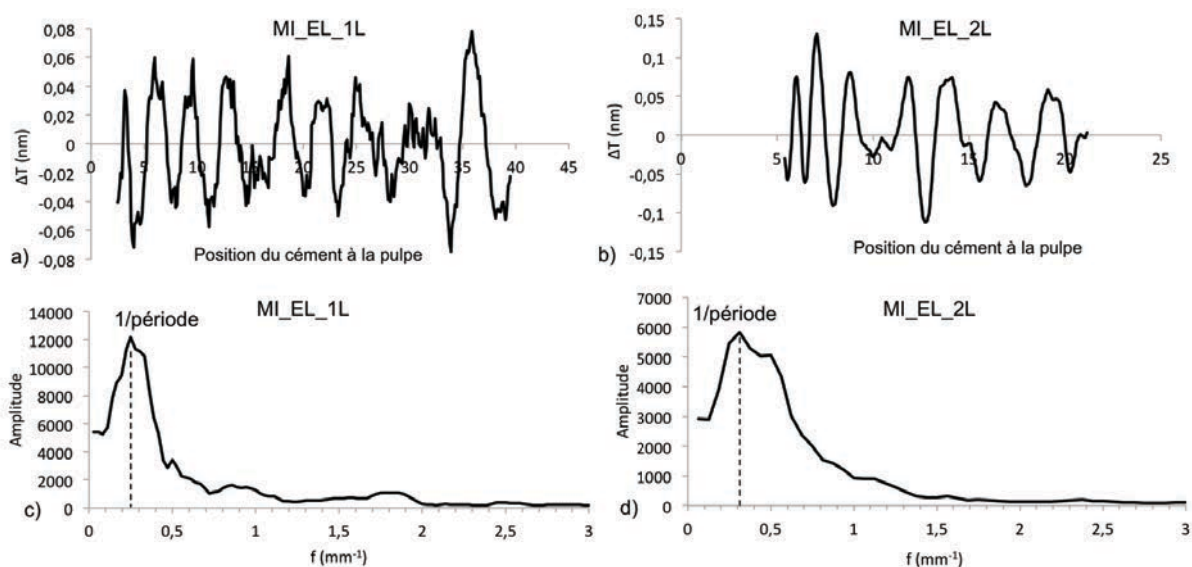 MI_EL_1L
0,08
0,06
0,04
0,02
0
-0,02
-0,04
-0,06
-0,08
ΔT (nm)
0 5 10 15 20 25 30 35 40 45
Position du cément à la pulpe
a)
MI_EL_2L
0,15
0,1
0,05
0
-0,05
-0,1
-0,15
ΔT (nm)
0 5 10 15 20 25
Position du cément à la pulpe
b)
MI_EL_1L
1/période
14000
12000
10000
8000
6000
4000
2000
0
Amplitude
0 0,5 1 1,5 2 2,5 3
f (mm⁻¹)
c)
MI_EL_2L
1/période
7000
6000
5000
4000
3000
2000
1000
0
Amplitude
0 0,5 1 1,5 2 2,5 3
f (mm⁻¹)
d)